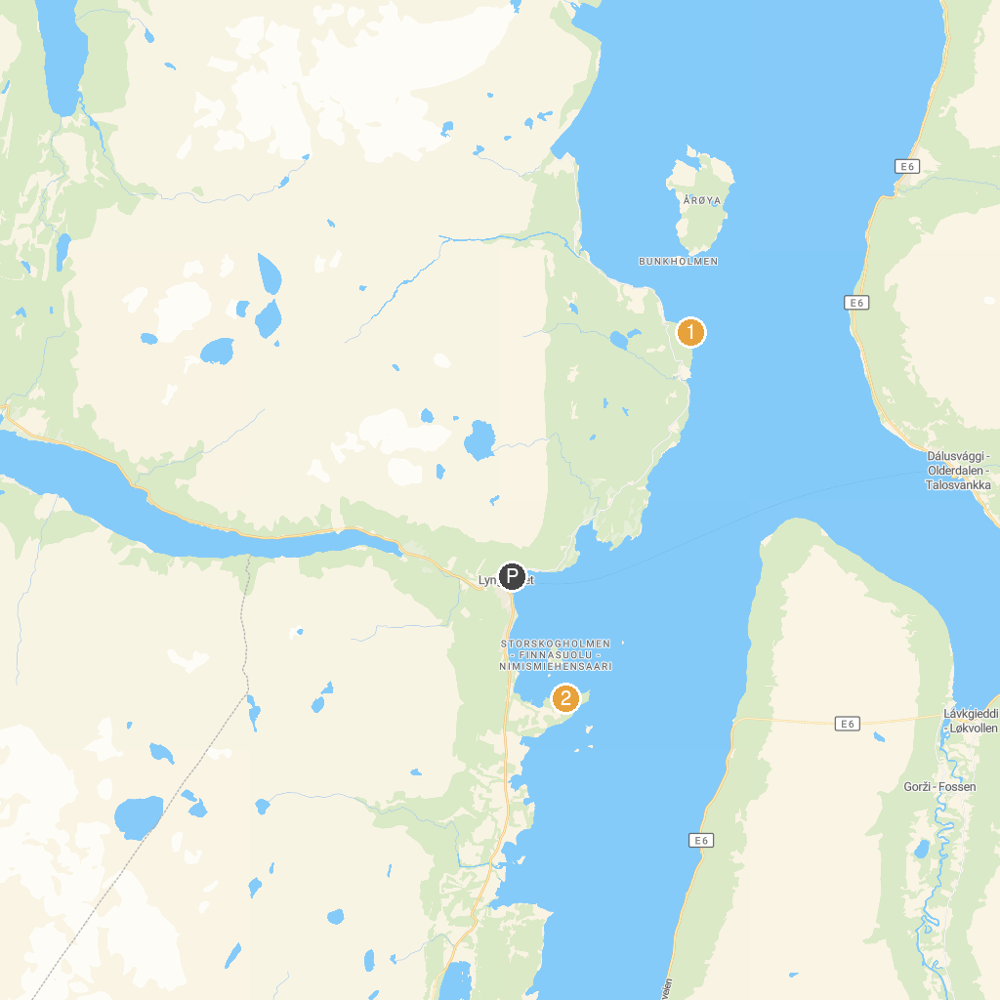 E6
ÅRØYA
BUNKHOLMEN
E6
1
Dálusvággi -
Olderdalen -
Talosvankka
P
STORSKOGHOLMEN
- FINNASUOLU -
NIMISMIEHENSAARI
2
E6
Lávkgieddi
- Løkvollen
Gorži - Fossen
E6